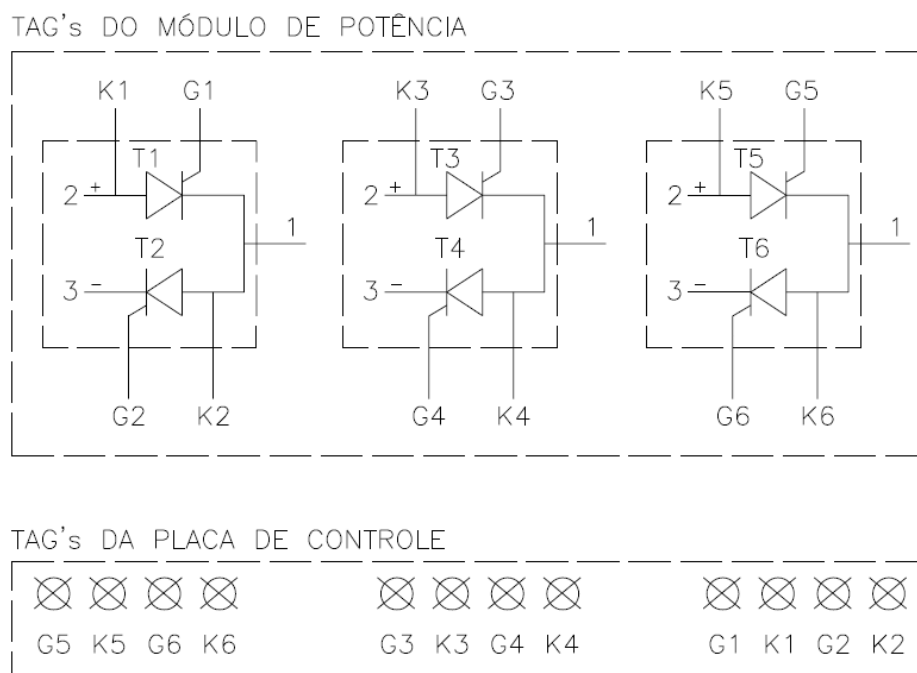 TAG's DO MÓDULO DE POTÊNCIA
K1 G1 K3 G3 K5 G5
T1 T3 T5
2 + 2 + 2 +
1 1 1
T2 T4 T6
3 - 3 - 3 -
G2 K2 G4 K4 G6 K6
TAG's DA PLACA DE CONTROLE
G5 K5 G6 K6 G3 K3 G4 K4 G1 K1 G2 K2